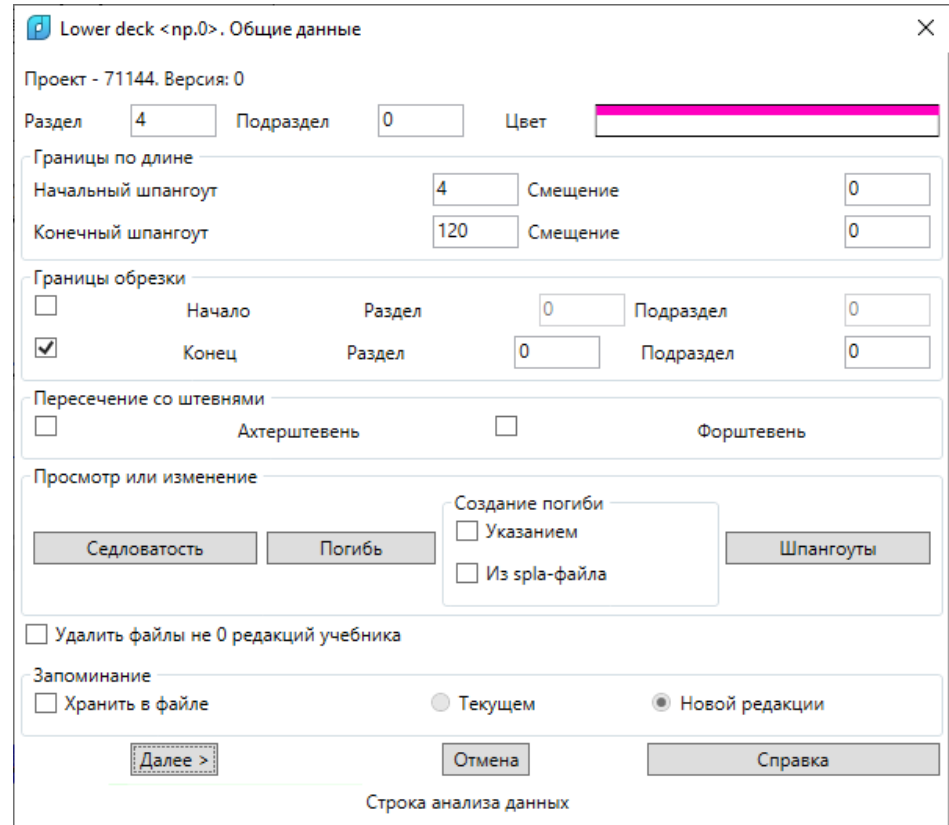 Lower deck <np.0>. Общие данные
Проект - 71144. Версия: 0
Раздел 4 Подраздел 0 Цвет
Границы по длине
Начальный шпангоут 4 Смещение 0
Конечный шпангоут 120 Смещение 0
Границы обрезки
Начало Раздел 0 Подраздел 0
Конец Раздел 0 Подраздел 0
Пересечение со штевнями
Ахтерштевень Форштевень
Просмотр или изменение
Создание погиби
Указанием
Седловатость Погибь Шпангоуты
Из spla-файла
Удалить файлы не 0 редакций учебника
Запоминание
Хранить в файле Текущем Новой редакции
Далее > Отмена Справка
Строка анализа данных